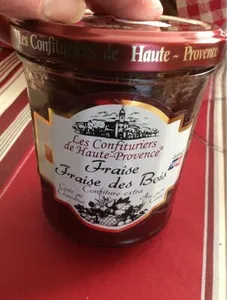 Les Confituriers de Haute-Provence
Les Confituriers
de Haute-Provence
Fraise
Fraise des Bois
Confiture extra